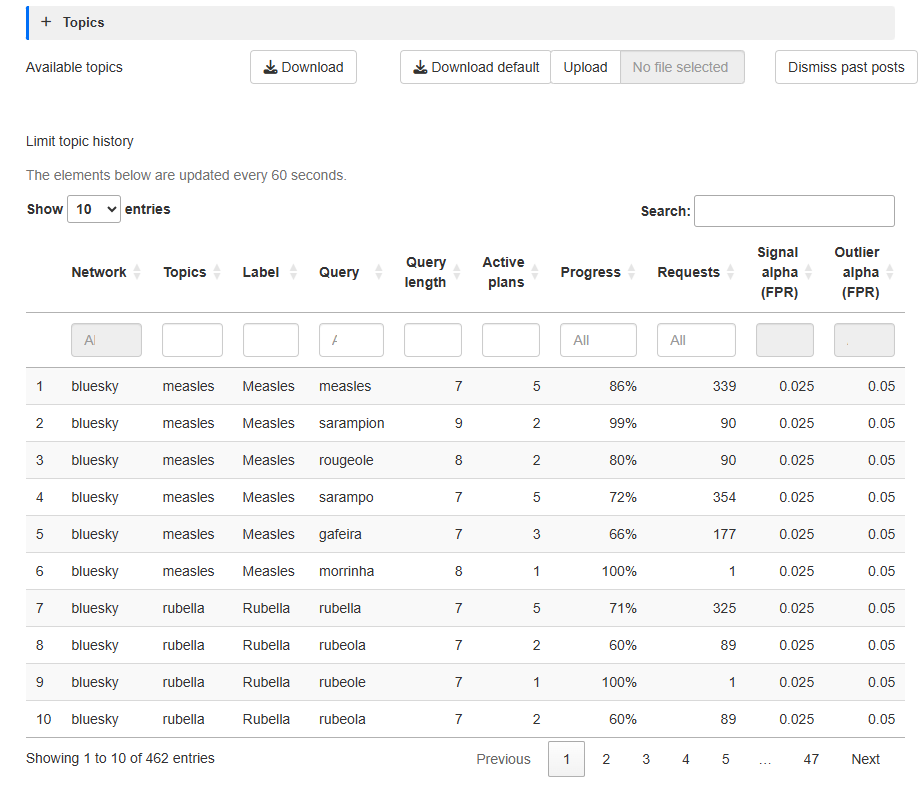 + Topics
Available topics Download Download default Upload No file selected Dismiss past posts
Limit topic history
The elements below are updated every 60 seconds.
Show 10 entries Search:
Network Topics Label Query Query length Active plans Progress Requests Signal alpha (FPR) Outlier alpha (FPR)
All All
1 bluesky measles Measles measles 7 5 86% 339 0.025 0.05
2 bluesky measles Measles sarampion 9 2 99% 90 0.025 0.05
3 bluesky measles Measles rougeole 8 2 80% 90 0.025 0.05
4 bluesky measles Measles sarampo 7 5 72% 354 0.025 0.05
5 bluesky measles Measles gafeira 7 3 66% 177 0.025 0.05
6 bluesky measles Measles morrinha 8 1 100% 1 0.025 0.05
7 bluesky rubella Rubella rubella 7 5 71% 325 0.025 0.05
8 bluesky rubella Rubella rubeola 7 2 60% 89 0.025 0.05
9 bluesky rubella Rubella rubeole 7 1 100% 1 0.025 0.05
10 bluesky rubella Rubella rubeola 7 2 60% 89 0.025 0.05
Showing 1 to 10 of 462 entries Previous 1 2 3 4 5 … 47 Next